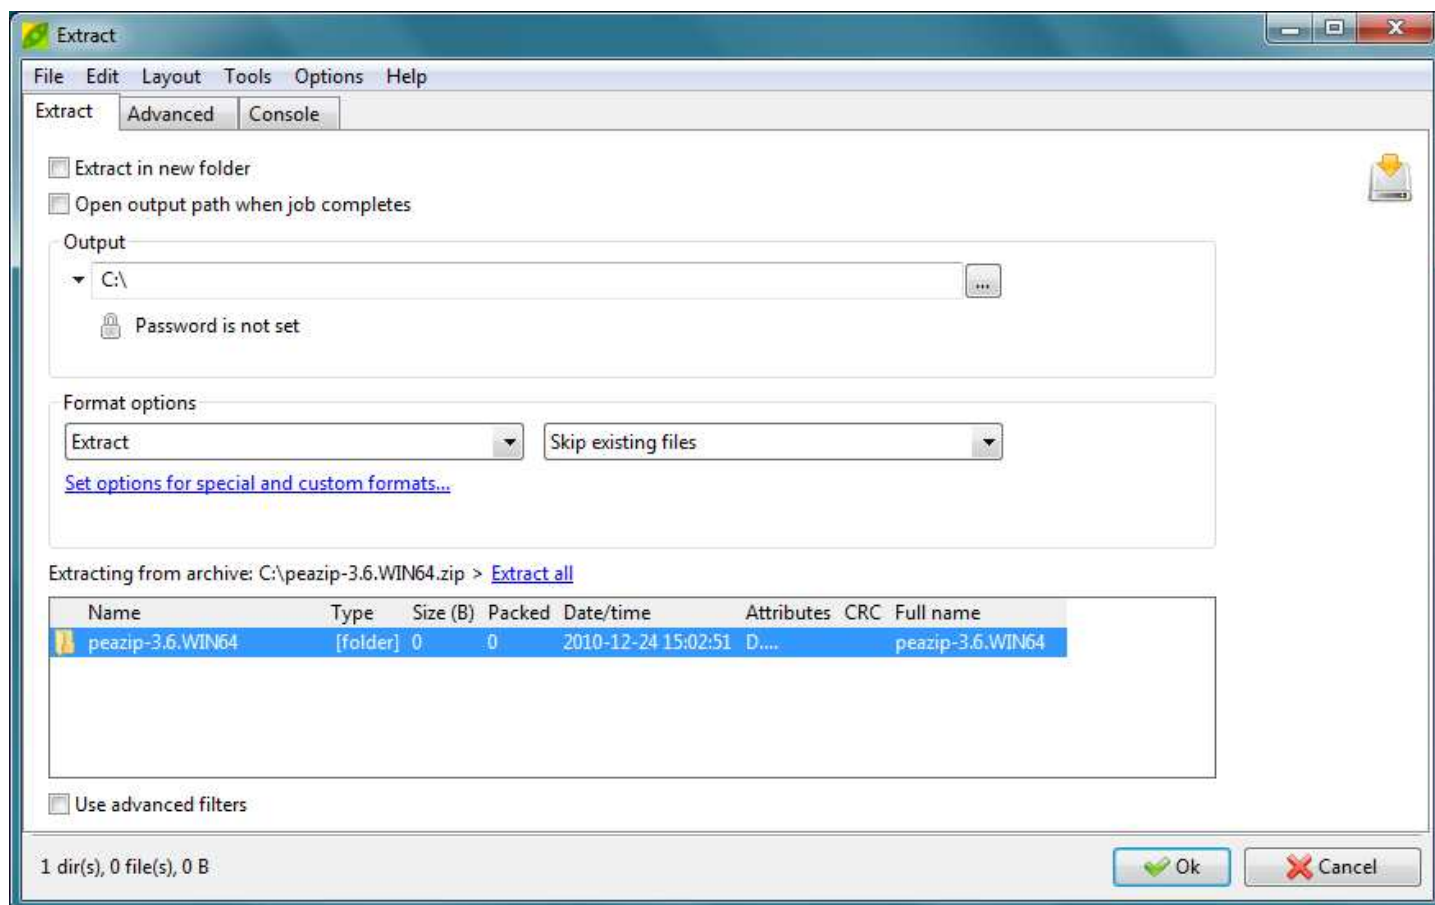 Extract
File Edit Layout Tools Options Help
Extract Advanced Console
Extract in new folder
Open output path when job completes
Output
C:\
...
Password is not set
Format options
Extract Skip existing files
Set options for special and custom formats...
Extracting from archive: C:\peazip-3.6.WIN64.zip > Extract all
Name Type Size (B) Packed Date/time Attributes CRC Full name
peazip-3.6.WIN64 [folder] 0 0 2010-12-24 15:02:51 D.... peazip-3.6.WIN64
Use advanced filters
1 dir(s), 0 file(s), 0 B Ok Cancel